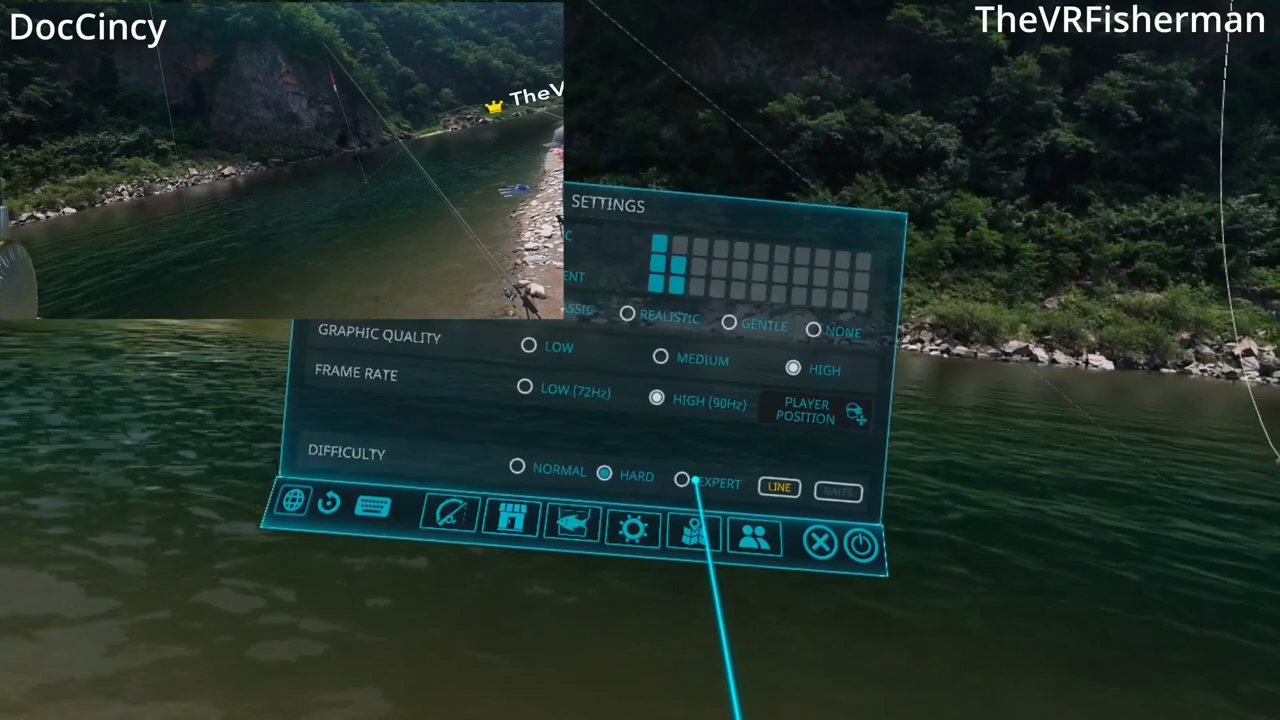 DocCincy
TheVRFisherman
TheV
SETTINGS
REALISTIC
GENTLE
NONE
GRAPHIC QUALITY
LOW
MEDIUM
HIGH
FRAME RATE
LOW (72Hz)
HIGH (90Hz)
PLAYER
POSITION
DIFFICULTY
NORMAL
HARD
EXPERT
LINE
BAITS